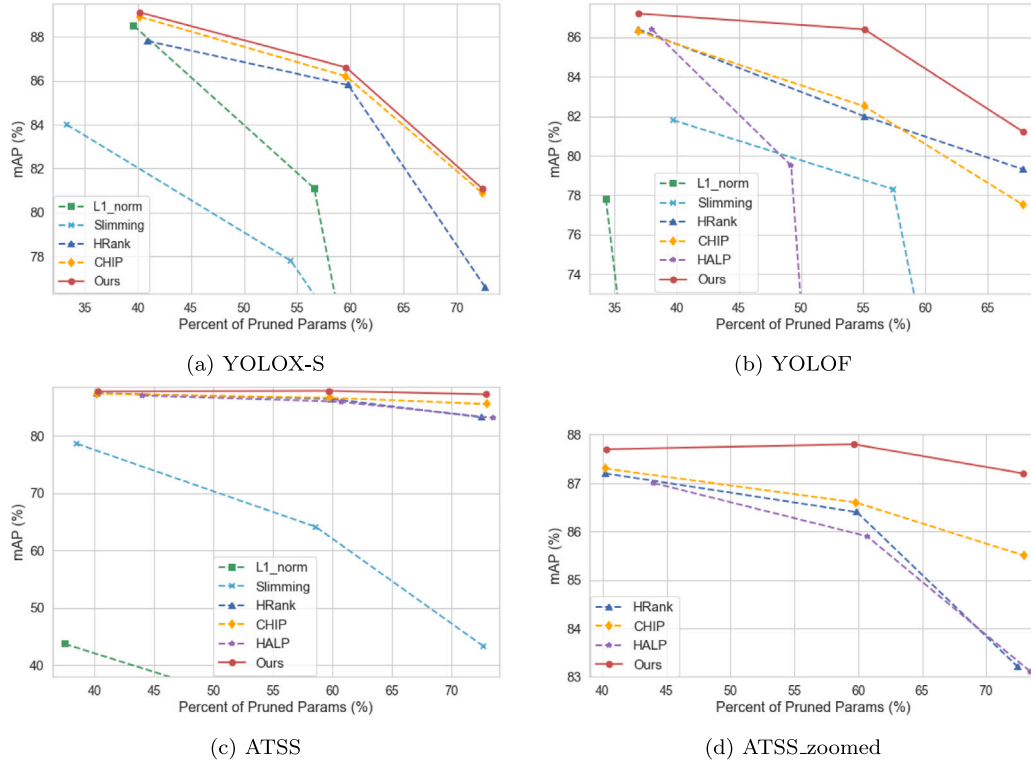 88
86
84
82
80
78
mAP (%)
L1_norm
Slimming
HRank
CHIP
Ours
35 40 45 50 55 60 65 70
Percent of Pruned Params (%)
(a) YOLOX-S
86
84
82
80
78
76
74
mAP (%)
L1_norm
Slimming
HRank
CHIP
HALP
Ours
35 40 45 50 55 60 65
Percent of Pruned Params (%)
(b) YOLOF
80
70
60
50
40
mAP (%)
L1_norm
Slimming
HRank
CHIP
HALP
Ours
40 45 50 55 60 65 70
Percent of Pruned Params (%)
(c) ATSS
88
87
86
85
84
83
mAP (%)
HRank
CHIP
HALP
Ours
40 45 50 55 60 65 70
Percent of Pruned Params (%)
(d) ATSS_zoomed